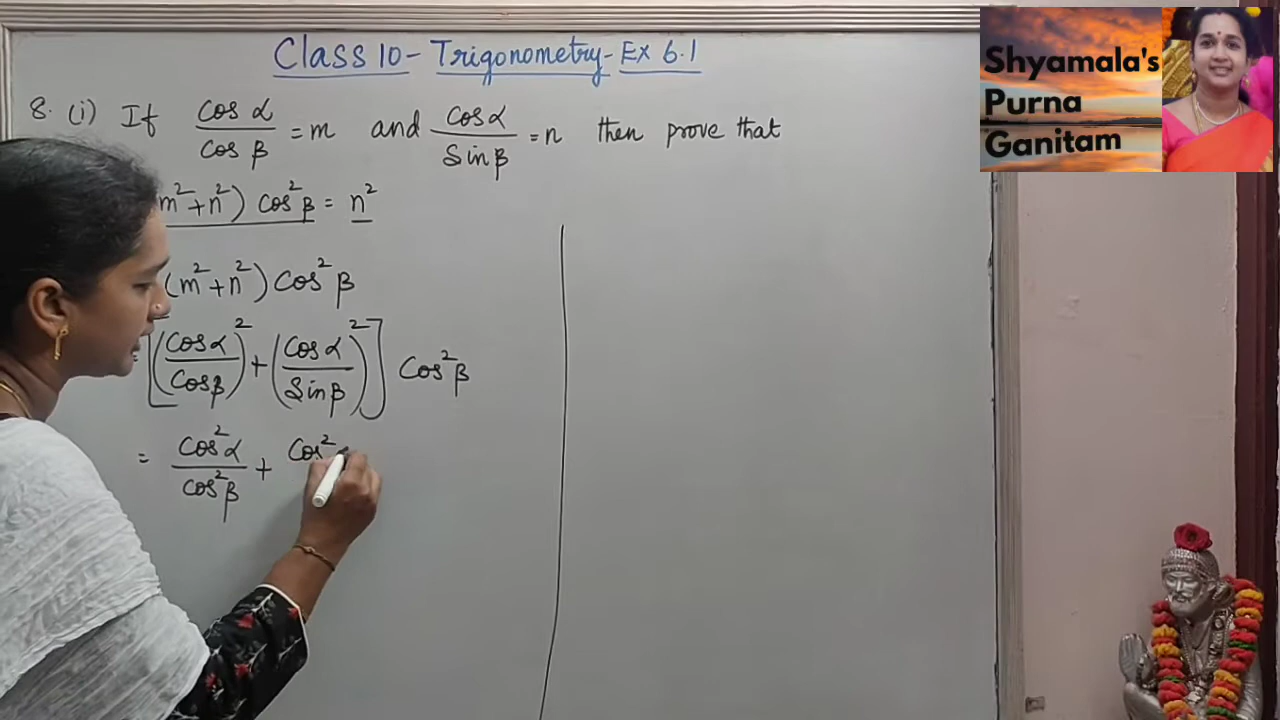 Class 10 - Trigonometry - Ex 6.1
Shyamala's
Purna
Ganitam
8. (i) If cos α / cos β = m and cos α / sin β = n then prove that
m² + n²) cos² β = n²
(m² + n²) cos² β
[(cos α / cos β)² + (cos α / sin β)²] cos² β
= cos² α / cos² β + cos²